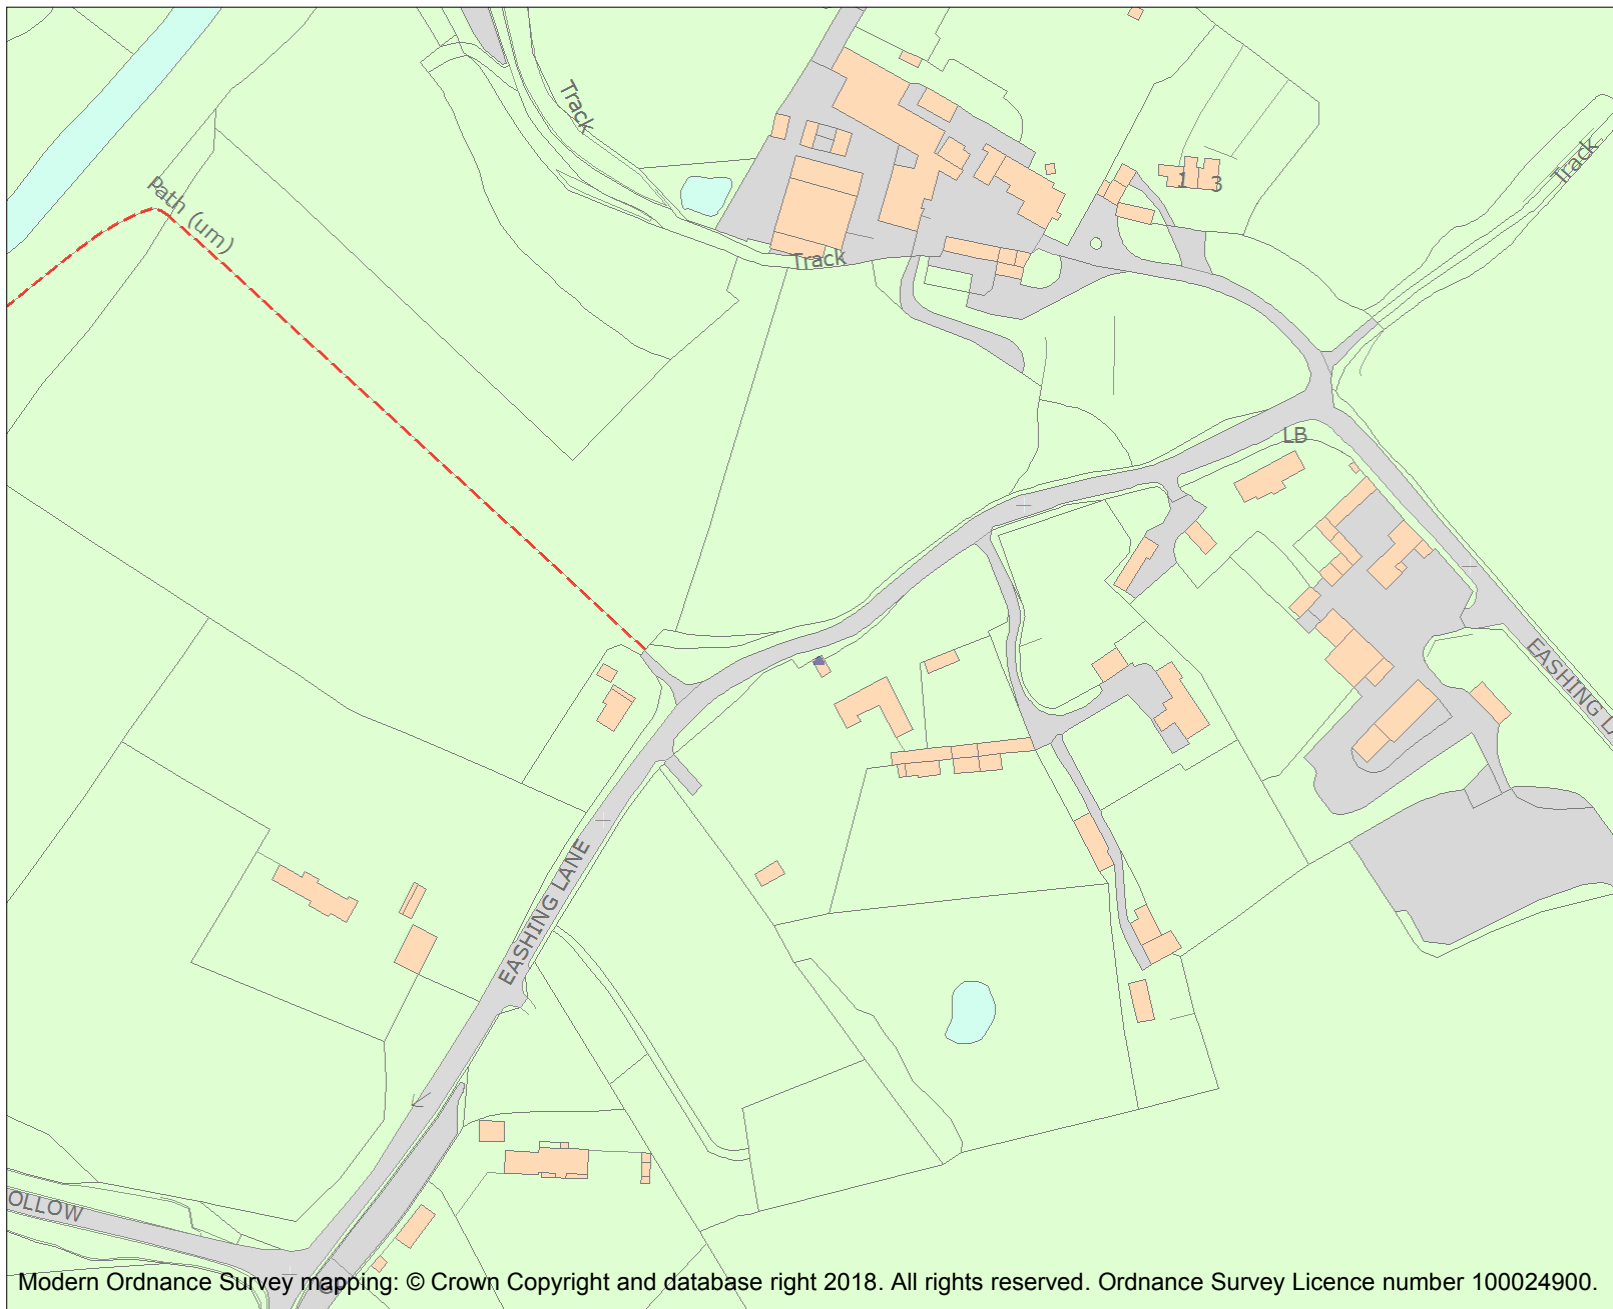 Track
Path (um)
Track
1
3
Track
LB
EASHING LA
EASHING LANE
OLLOW
Modern Ordnance Survey mapping: © Crown Copyright and database right 2018. All rights reserved. Ordnance Survey Licence number 100024900.